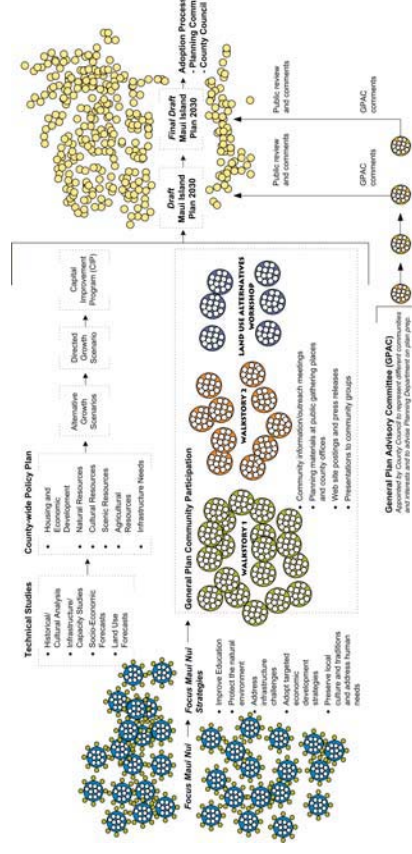 Technical Studies
• Historical/
Cultural Analysis
• Infrastructure/
Capacity Studies
• Socio-Economic
Forecasts
• Land Use
Forecasts
County-wide Policy Plan
• Housing and
Economic
Development
• Natural Resources
• Cultural Resources
• Scenic Resources
• Agricultural
Resources
• Infrastructure Needs
Alternative
Growth
Scenarios
Directed
Growth
Scenario
Capital
Improvement
Program (CIP)
Focus Maui Nui
Focus Maui Nui
Strategies
• Improve Education
• Protect the natural
environment
• Address
infrastructure
challenges
• Adopt targeted
economic
development
strategies
• Preserve local
culture and traditions
and address human
needs
General Plan Community Participation
WALKSTORY 1
WALKSTORY 2
LAND USE ALTERNATIVES
WORKSHOP
• Community information/outreach meetings
• Planning materials at public gathering places
and county offices
• Web site postings and press releases
• Presentations to community groups
Draft
Maui Island
Plan 2030
Final Draft
Maui Island
Plan 2030
Adoption Process
- Planning Comm
- County Council
Public review
and comments
Public review
and comments
GPAC
comments
GPAC
comments
General Plan Advisory Committee (GPAC)
Appointed by County Council to represent different communities
and interests and to advise Planning Department on plan prep.